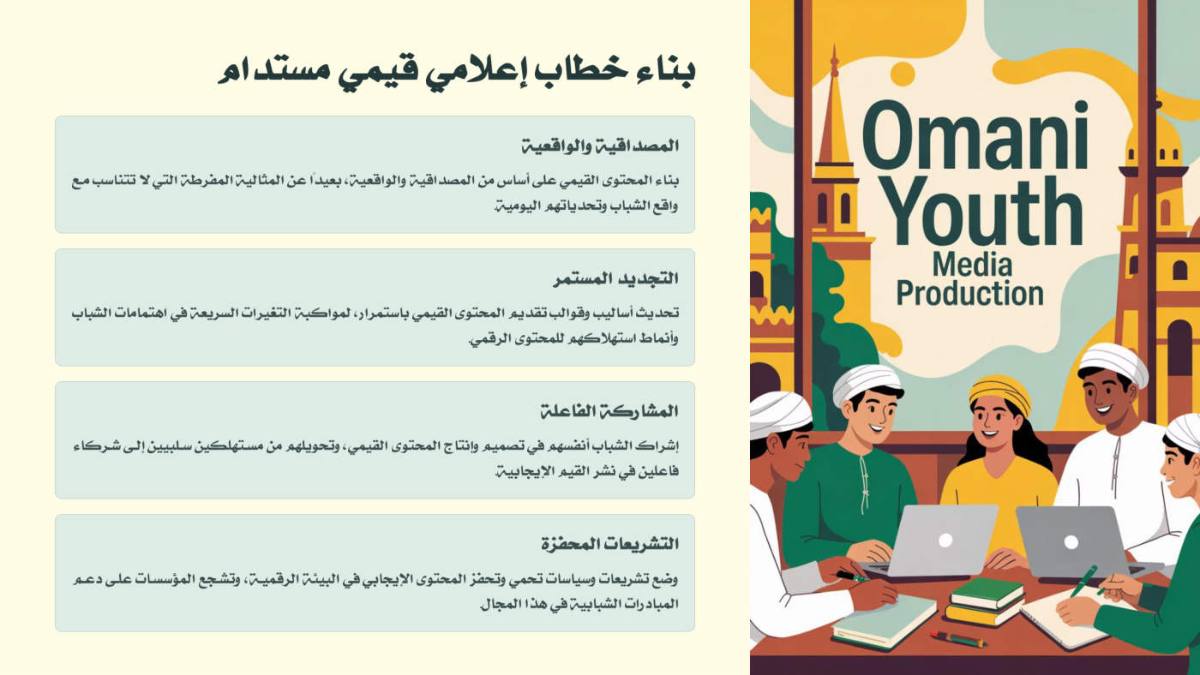 بناء خطاب إعلامي قيمي مستدام
المصداقية والواقعية
بناء المحتوى القيمي على أساس من المصداقية والواقعية، بعيدًا عن المثالية المفرطة التي لا تتناسب مع
واقع الشباب وتحدياتهم اليومية.
التجديد المستمر
تحديث أساليب وقوالب تقديم المحتوى القيمي باستمرار، لمواكبة التغيرات السريعة في اهتمامات الشباب
وأنماط استهلاكهم للمحتوى الرقمي.
المشاركة الفاعلة
إشراك الشباب أنفسهم في تصميم وإنتاج المحتوى القيمي، وتحويلهم من مستهلكين سلبيين إلى شركاء
فاعلين في نشر القيم الإيجابية.
التشريعات المحفزة
وضع تشريعات وسياسات تحمي وتحفز المحتوى الإيجابي في البيئة الرقمية، وتشجع المؤسسات على دعم
المبادرات الشبابية في هذا المجال.
Omani
Youth
Media
Production